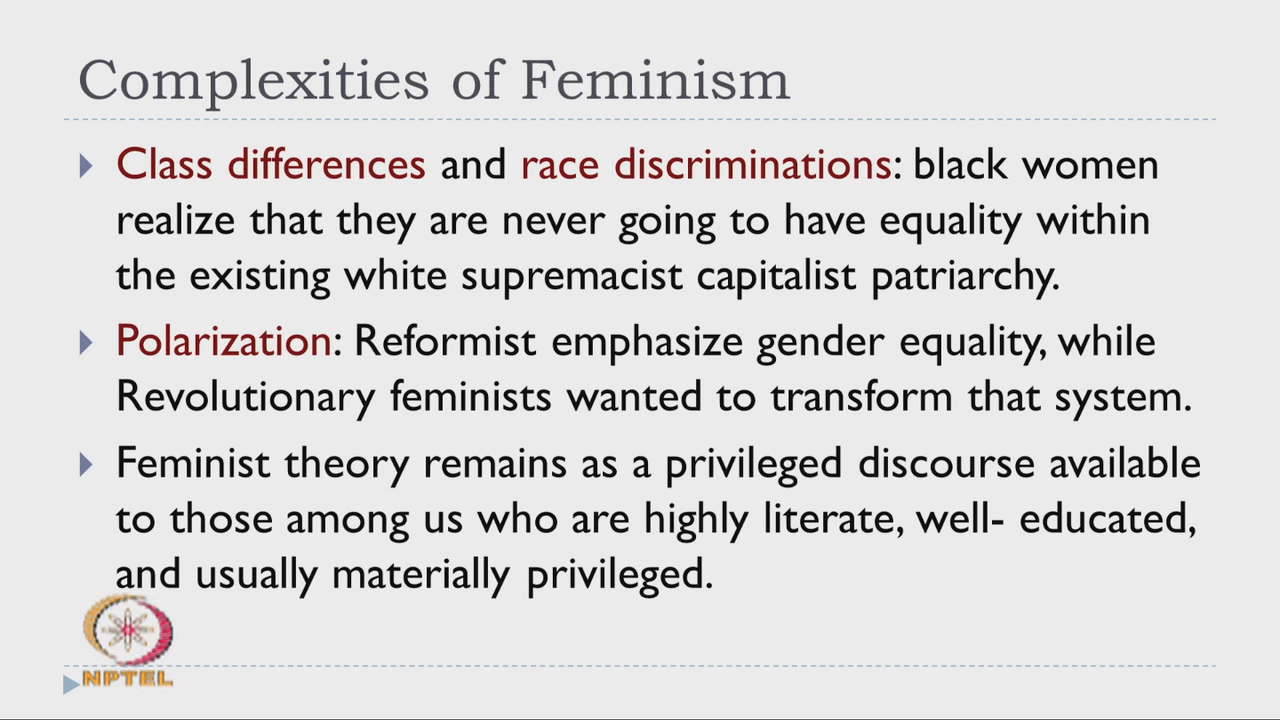 Complexities of Feminism
Class differences and race discriminations: black women
realize that they are never going to have equality within
the existing white supremacist capitalist patriarchy.
Polarization: Reformist emphasize gender equality, while
Revolutionary feminists wanted to transform that system.
Feminist theory remains as a privileged discourse available
to those among us who are highly literate, well- educated,
and usually materially privileged.
NPTEL